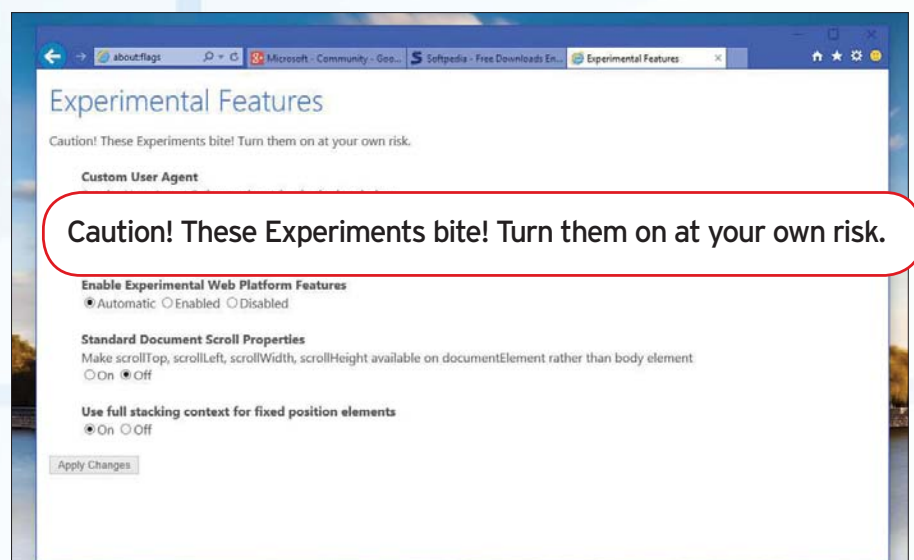 about:flags
Microsoft - Community - Goo...
Softpedia - Free Downloads En...
Experimental Features
Experimental Features
Caution! These Experiments bite! Turn them on at your own risk.
Custom User Agent
Caution! These Experiments bite! Turn them on at your own risk.
Enable Experimental Web Platform Features
Automatic Enabled Disabled
Standard Document Scroll Properties
Make scrollTop, scrollLeft, scrollWidth, scrollHeight available on documentElement rather than body element
On Off
Use full stacking context for fixed position elements
On Off
Apply Changes